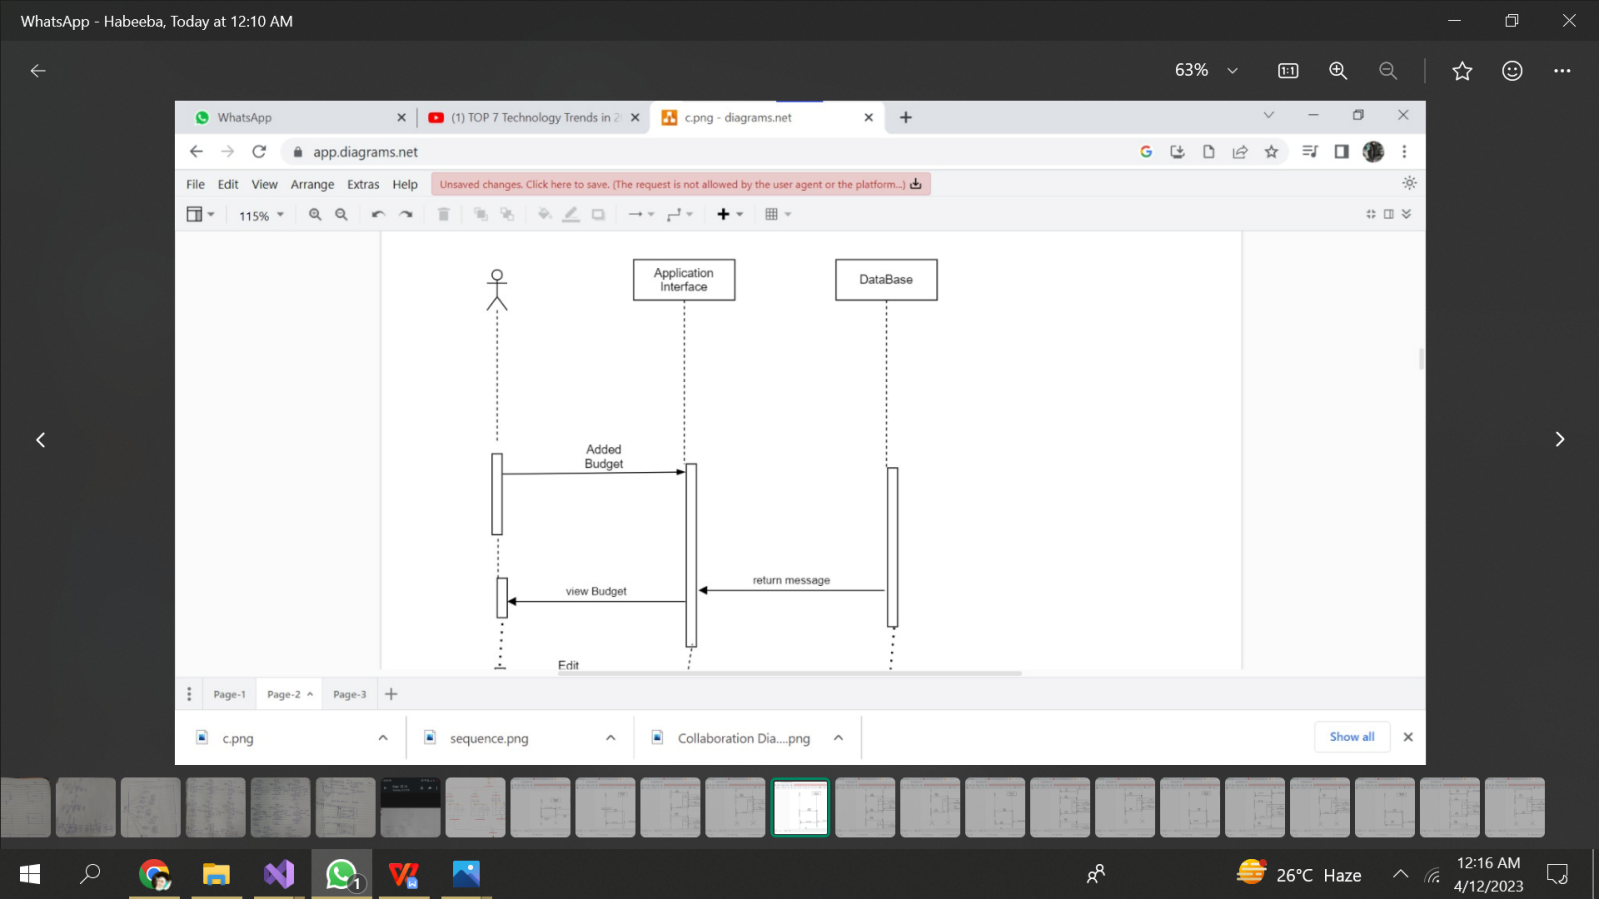 WhatsApp - Habeeba, Today at 12:10 AM
63%
1:1
WhatsApp
(1) TOP 7 Technology Trends in 2
c.png - diagrams.net
app.diagrams.net
File Edit View Arrange Extras Help
Unsaved changes. Click here to save. (The request is not allowed by the user agent or the platform...)
115%
Application
Interface
DataBase
Added
Budget
return message
view Budget
Edit
Page-1 Page-2 Page-3
c.png
sequence.png
Collaboration Dia....png
Show all
1
26°C Haze
12:16 AM
4/12/2023